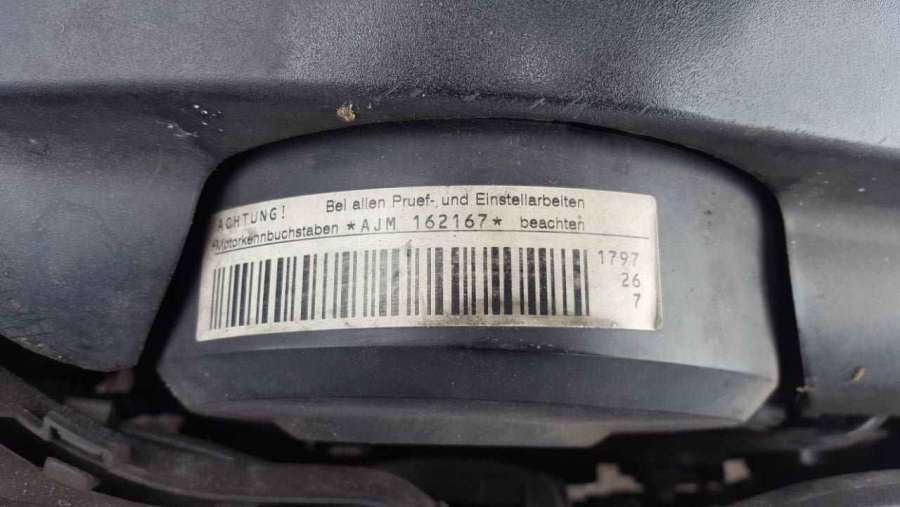 ACHTUNG! Bei allen Pruef- und Einstellarbeiten
Motorkennbuchstaben *AJM 162167* beachten
1797
26
7